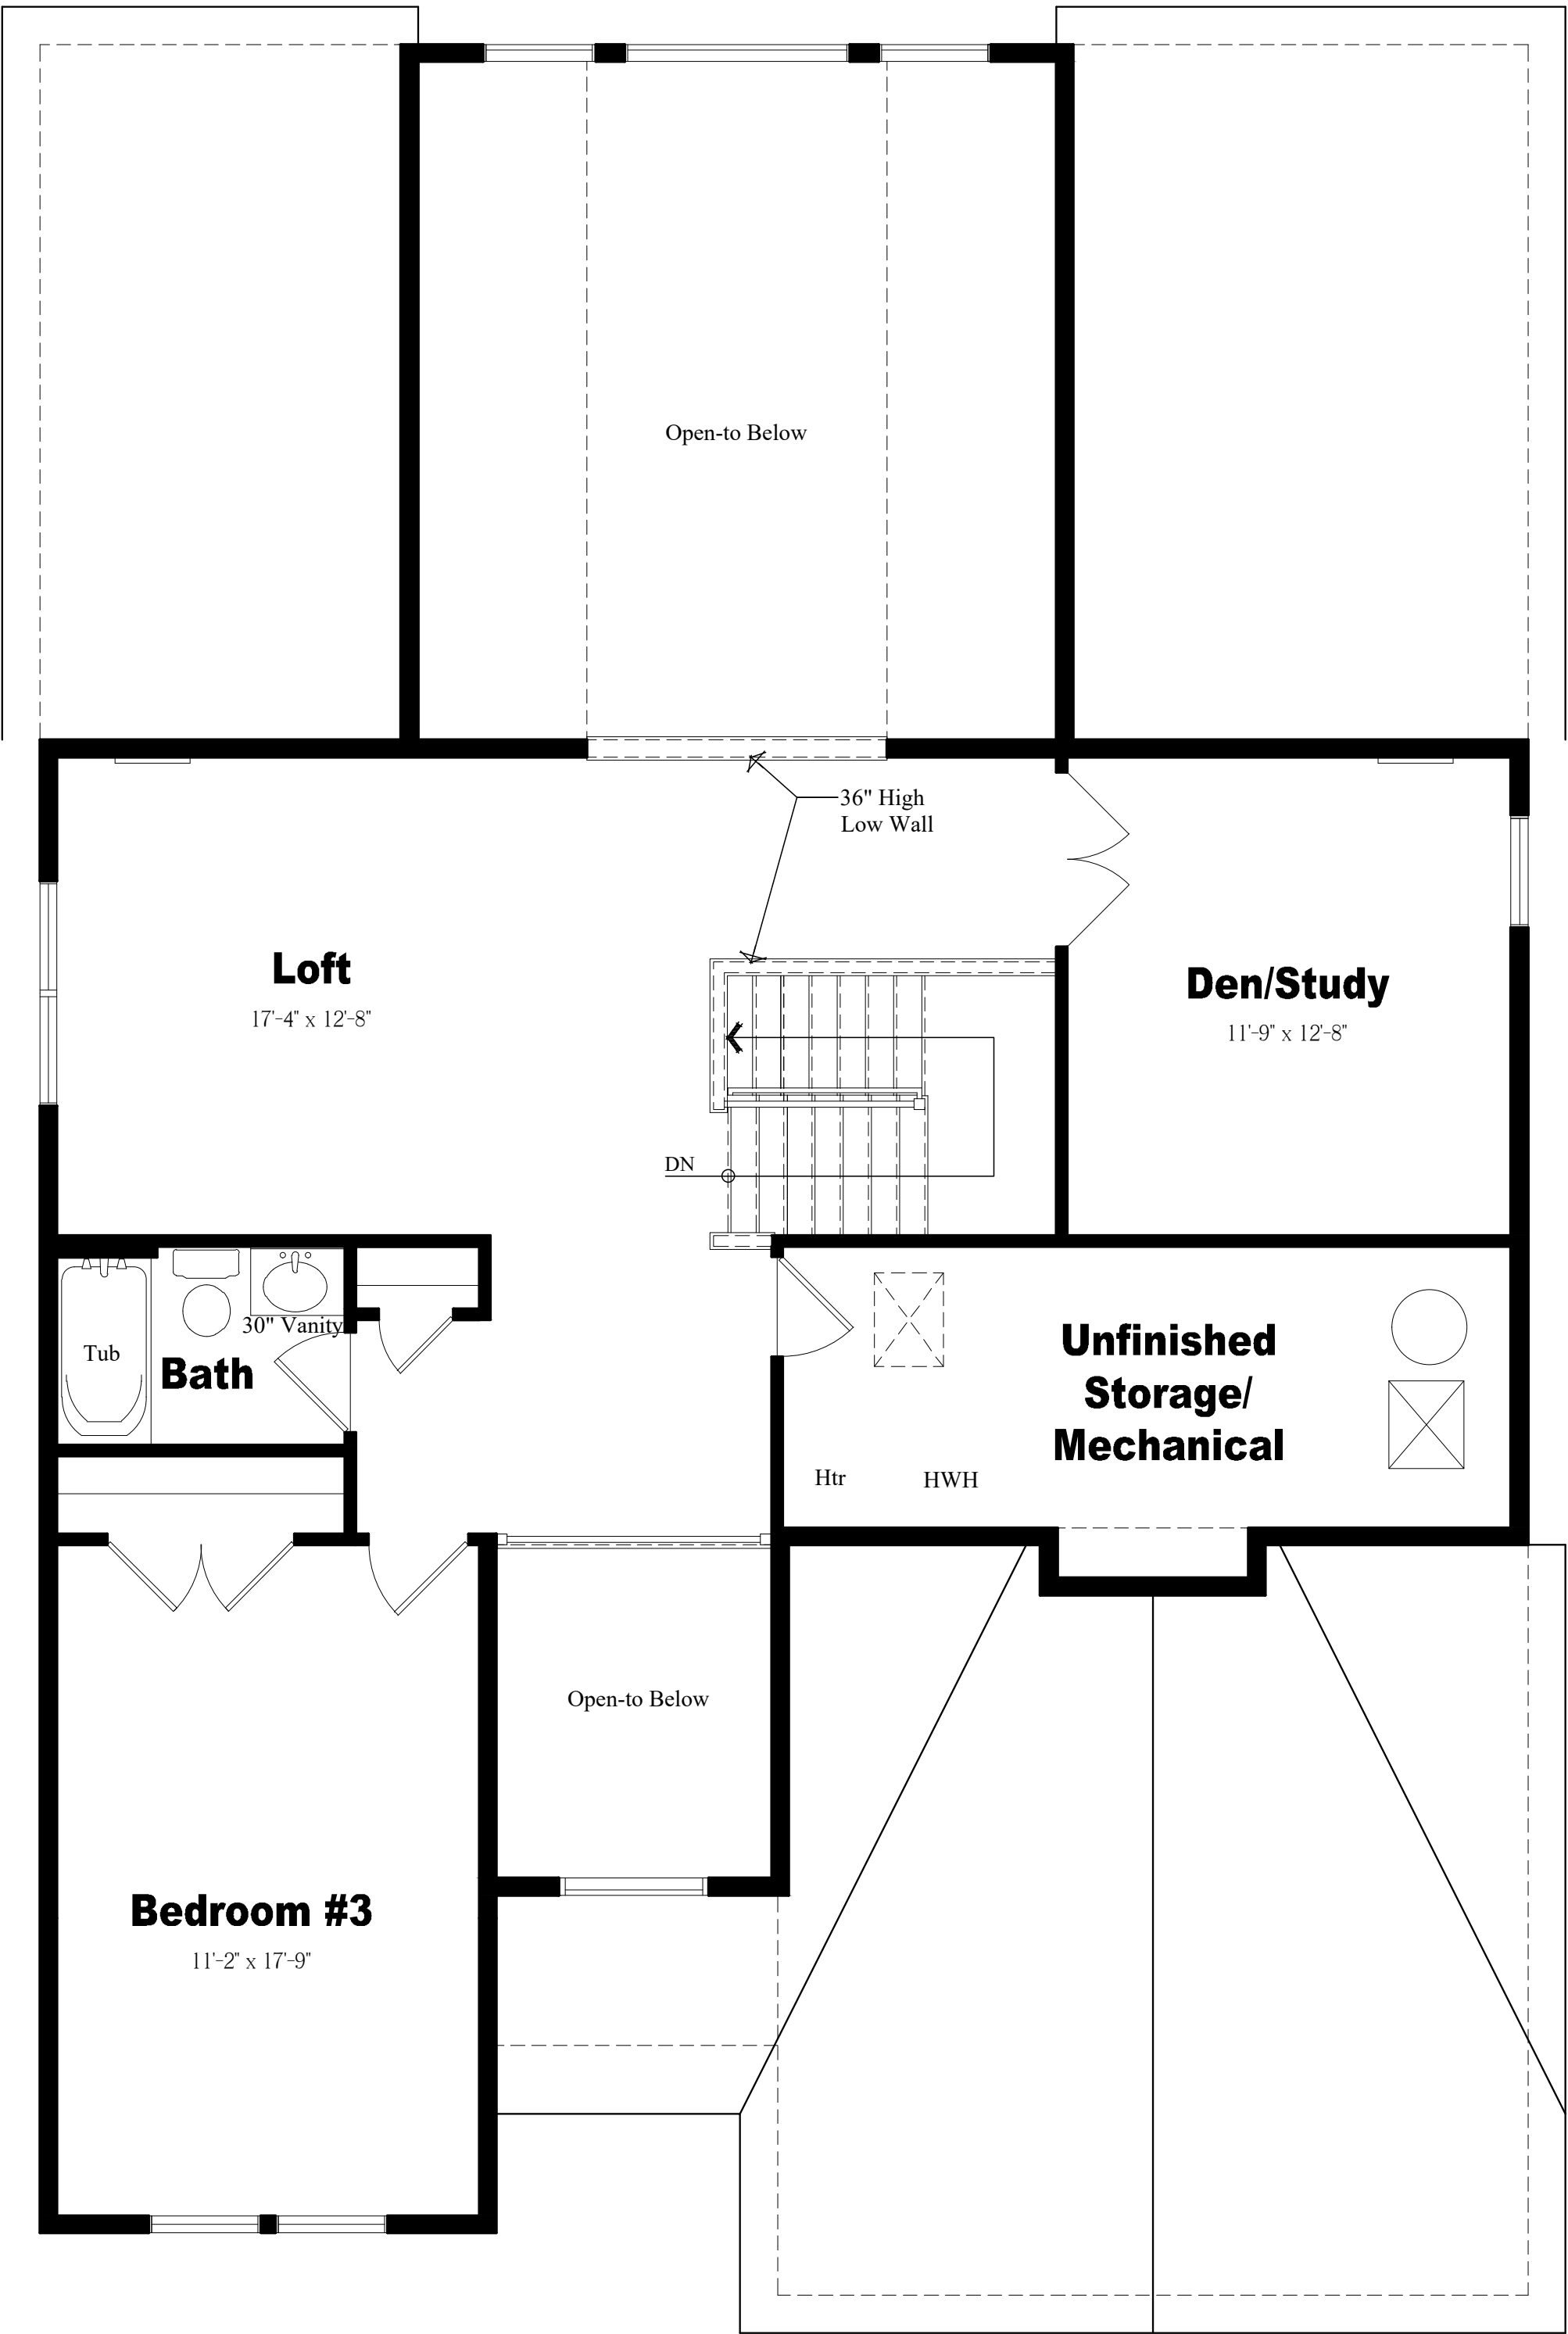 Open-to Below
36" High
Low Wall
Loft
17'-4" x 12'-8"
Den/Study
11'-9" x 12'-8"
DN
30" Vanity
Tub
Bath
Unfinished
Storage/
Mechanical
Htr
HWH
Open-to Below
Bedroom #3
11'-2" x 17'-9"